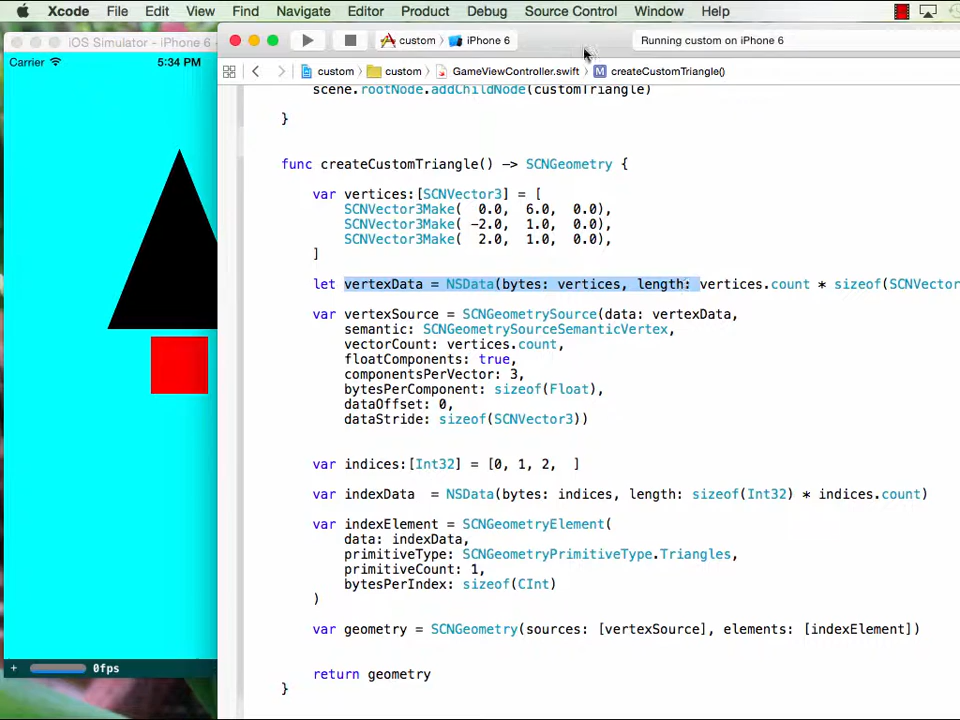 Xcode File Edit View Find Navigate Editor Product Debug Source Control Window Help
iOS Simulator - iPhone 6 -
custom iPhone 6 Running custom on iPhone 6
Carrier 5:34 PM
custom custom GameViewController.swift M createCustomTriangle()
scene.rootNode.addChildNode(customTriangle)
}
func createCustomTriangle() -> SCNGeometry {
var vertices:[SCNVector3] = [
SCNVector3Make( 0.0, 6.0, 0.0),
SCNVector3Make( -2.0, 1.0, 0.0),
SCNVector3Make( 2.0, 1.0, 0.0),
]
let vertexData = NSData(bytes: vertices, length: vertices.count * sizeof(SCNVector
var vertexSource = SCNGeometrySource(data: vertexData,
semantic: SCNGeometrySourceSemanticVertex,
vectorCount: vertices.count,
floatComponents: true,
componentsPerVector: 3,
bytesPerComponent: sizeof(Float),
dataOffset: 0,
dataStride: sizeof(SCNVector3))
var indices:[Int32] = [0, 1, 2, ]
var indexData = NSData(bytes: indices, length: sizeof(Int32) * indices.count)
var indexElement = SCNGeometryElement(
data: indexData,
primitiveType: SCNGeometryPrimitiveType.Triangles,
primitiveCount: 1,
bytesPerIndex: sizeof(CInt)
)
var geometry = SCNGeometry(sources: [vertexSource], elements: [indexElement])
+ 0fps
return geometry
}